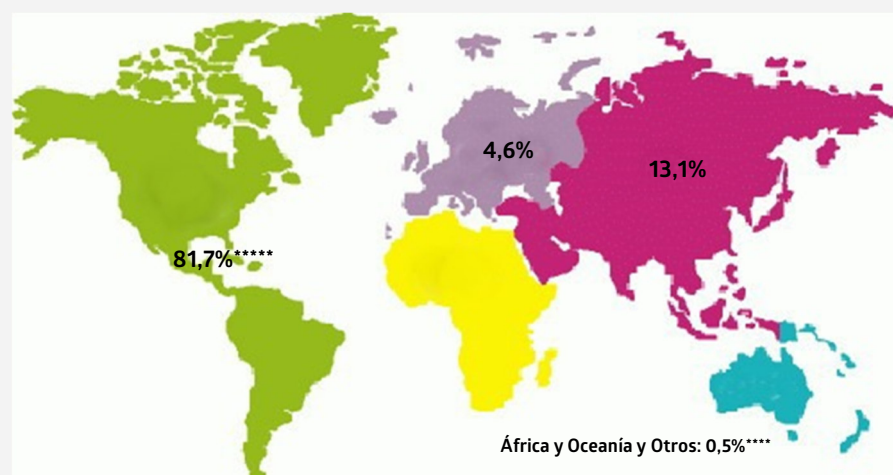 4,6%
13,1%
81,7%*****
África y Oceanía y Otros: 0,5%****